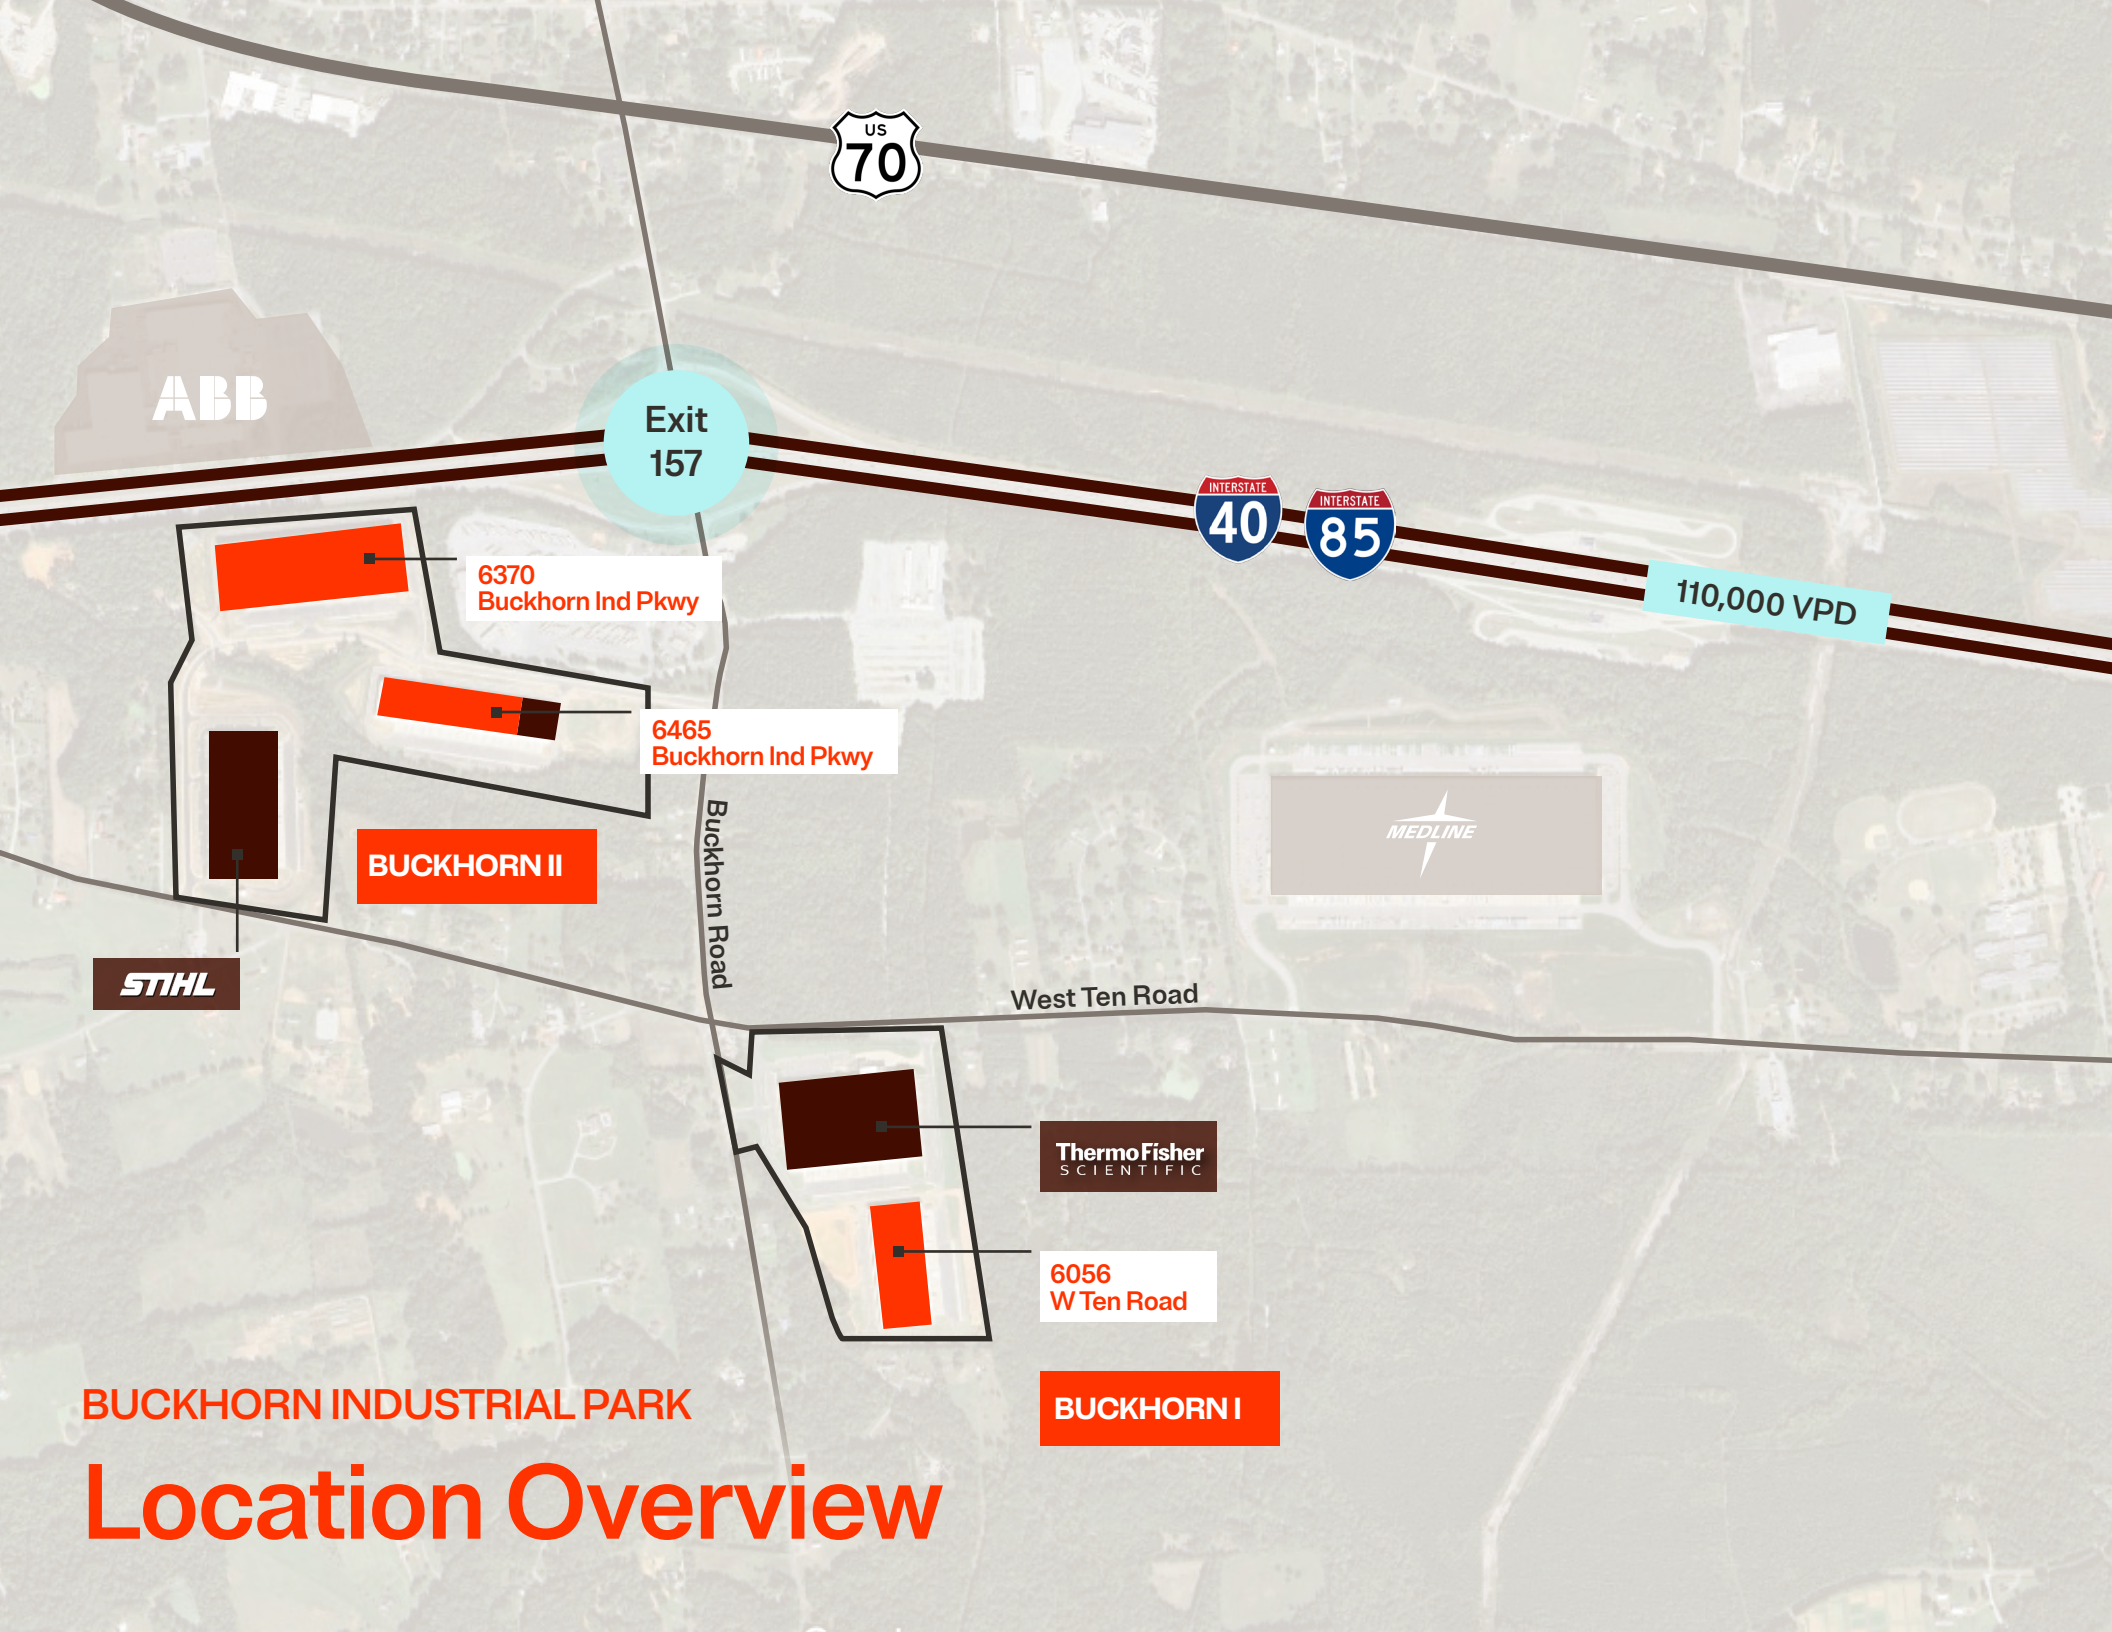 US
70
ABB
Exit
157
INTERSTATE
40
INTERSTATE
85
110,000 VPD
6370
Buckhorn Ind Pkwy
6465
Buckhorn Ind Pkwy
Buckhorn Road
MEDLINE
BUCKHORN II
STIHL
West Ten Road
ThermoFisher
SCIENTIFIC
6056
W Ten Road
BUCKHORN I
BUCKHORN INDUSTRIAL PARK
Location Overview